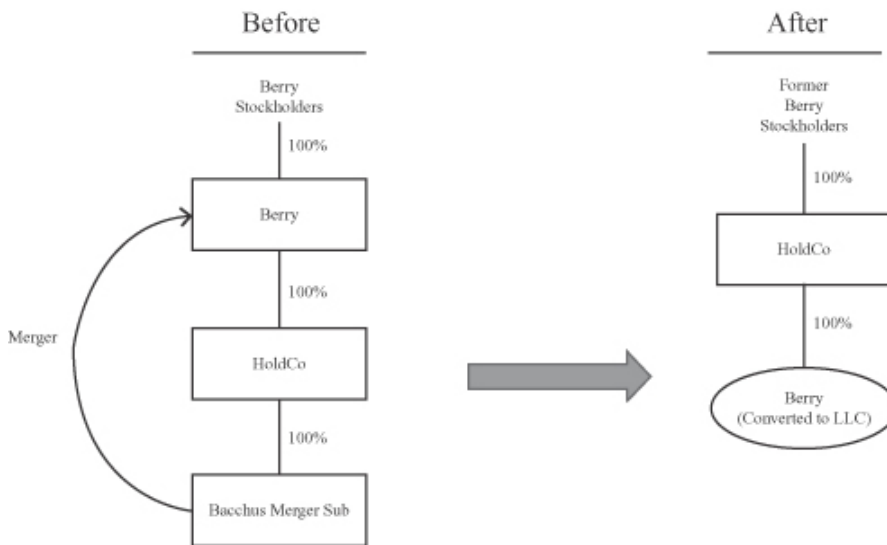 Before
Berry
Stockholders
100%
Berry
100%
Merger
HoldCo
100%
Bacchus Merger Sub
After
Former
Berry
Stockholders
100%
HoldCo
100%
Berry
(Converted to LLC)